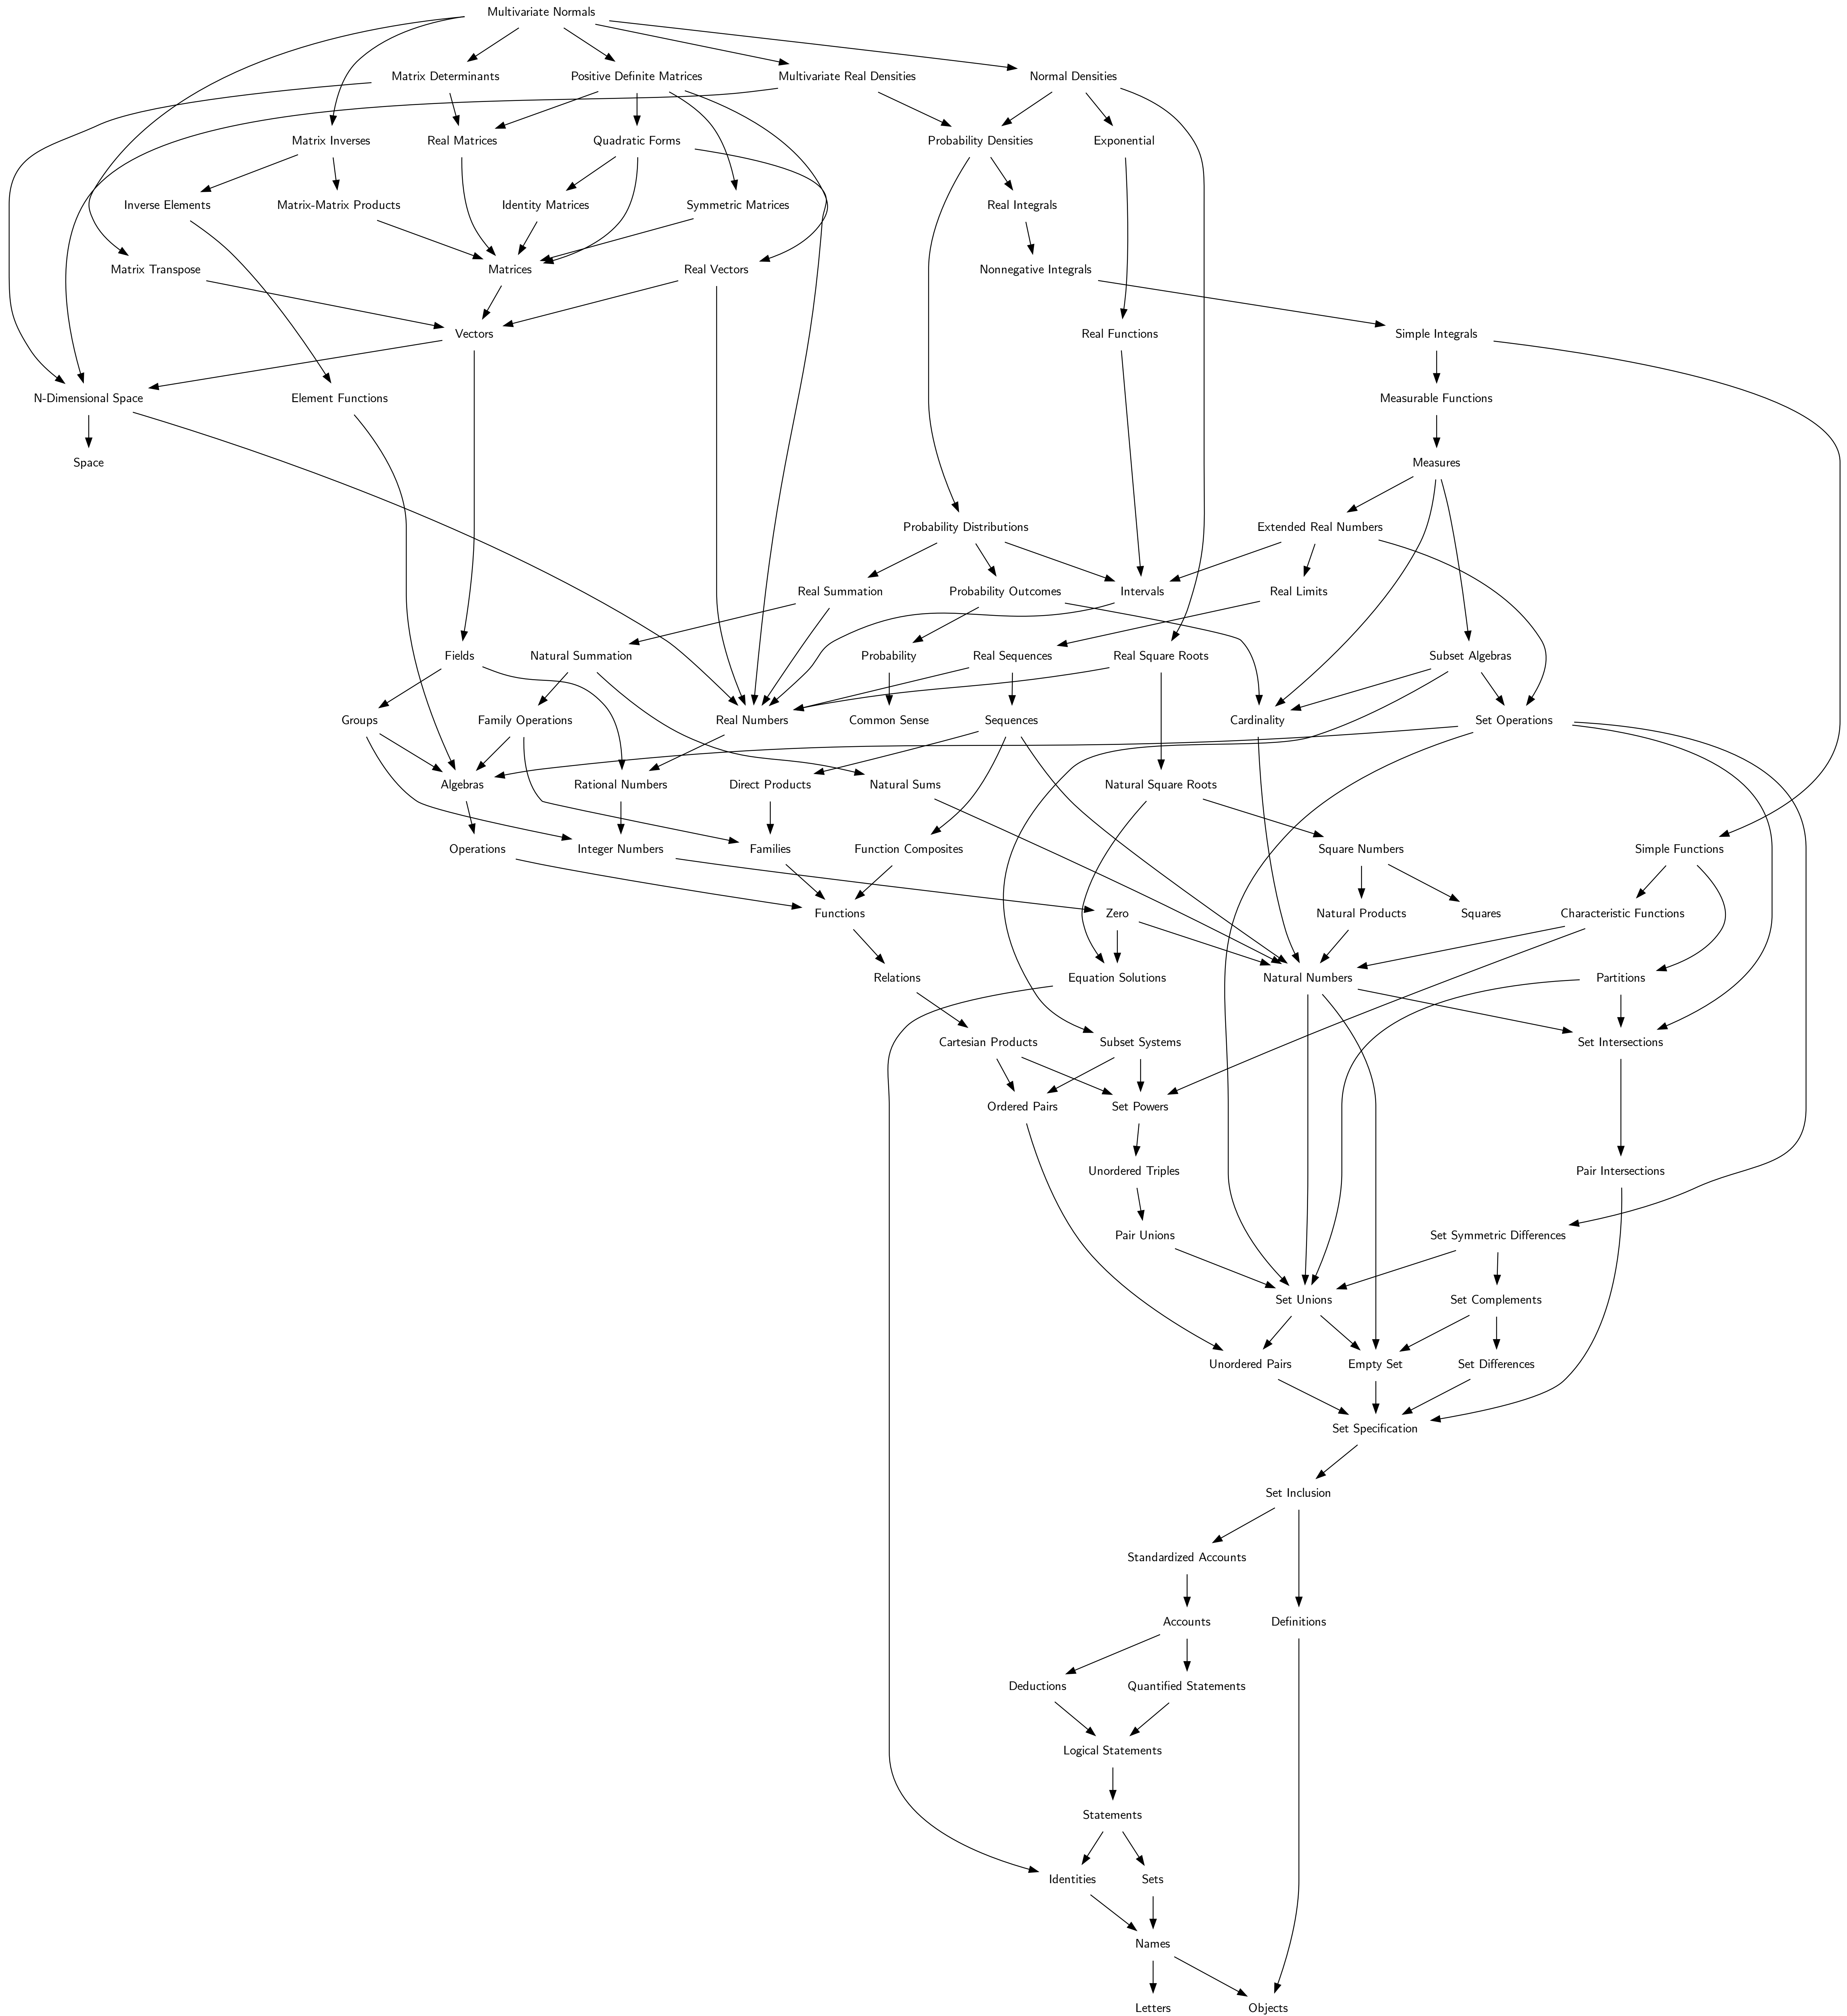 Multivariate Normals
Matrix Determinants
Positive Definite Matrices
Multivariate Real Densities
Normal Densities
Matrix Inverses
Real Matrices
Quadratic Forms
Probability Densities
Exponential
Inverse Elements
Matrix-Matrix Products
Identity Matrices
Symmetric Matrices
Real Integrals
Matrix Transpose
Matrices
Real Vectors
Nonnegative Integrals
Vectors
Real Functions
Simple Integrals
N-Dimensional Space
Element Functions
Measurable Functions
Space
Measures
Probability Distributions
Extended Real Numbers
Real Summation
Probability Outcomes
Intervals
Real Limits
Fields
Natural Summation
Probability
Real Sequences
Real Square Roots
Subset Algebras
Groups
Family Operations
Real Numbers
Common Sense
Sequences
Cardinality
Set Operations
Algebras
Rational Numbers
Direct Products
Natural Sums
Natural Square Roots
Operations
Integer Numbers
Families
Function Composites
Square Numbers
Simple Functions
Functions
Zero
Natural Products
Squares
Characteristic Functions
Relations
Equation Solutions
Natural Numbers
Partitions
Cartesian Products
Subset Systems
Set Intersections
Ordered Pairs
Set Powers
Unordered Triples
Pair Intersections
Pair Unions
Set Symmetric Differences
Set Unions
Set Complements
Unordered Pairs
Empty Set
Set Differences
Set Specification
Set Inclusion
Standardized Accounts
Accounts
Definitions
Deductions
Quantified Statements
Logical Statements
Statements
Identities
Sets
Names
Letters
Objects